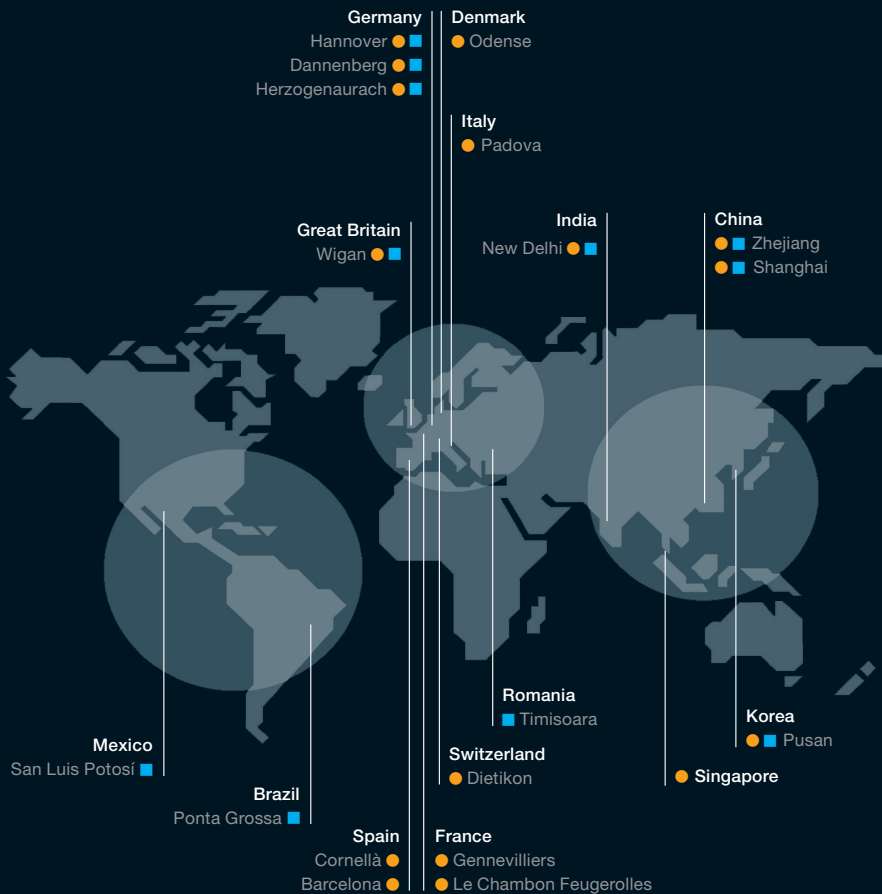 Germany
Hannover
Dannenberg
Herzogenaurach
Denmark
Odense
Italy
Padova
Great Britain
Wigan
India
New Delhi
China
Zhejiang
Shanghai
Romania
Timisoara
Korea
Pusan
Mexico
San Luis Potosí
Switzerland
Dietikon
Singapore
Brazil
Ponta Grossa
Spain
Cornellà
Barcelona
France
Gennevilliers
Le Chambon Feugerolles